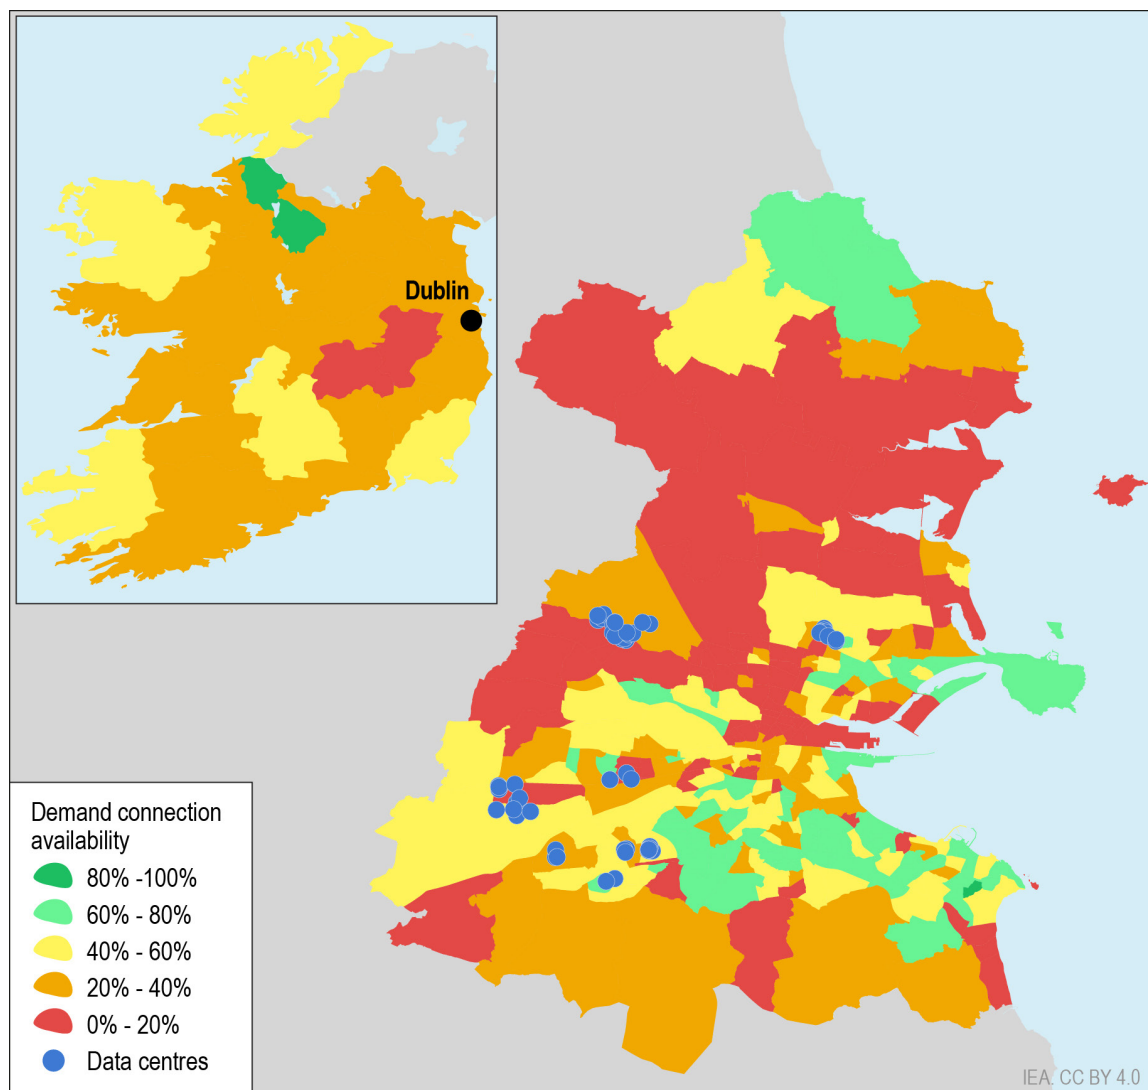 Dublin
Demand connection
availability
80% -100%
60% - 80%
40% - 60%
20% - 40%
0% - 20%
Data centres
IEA. CC BY 4.0